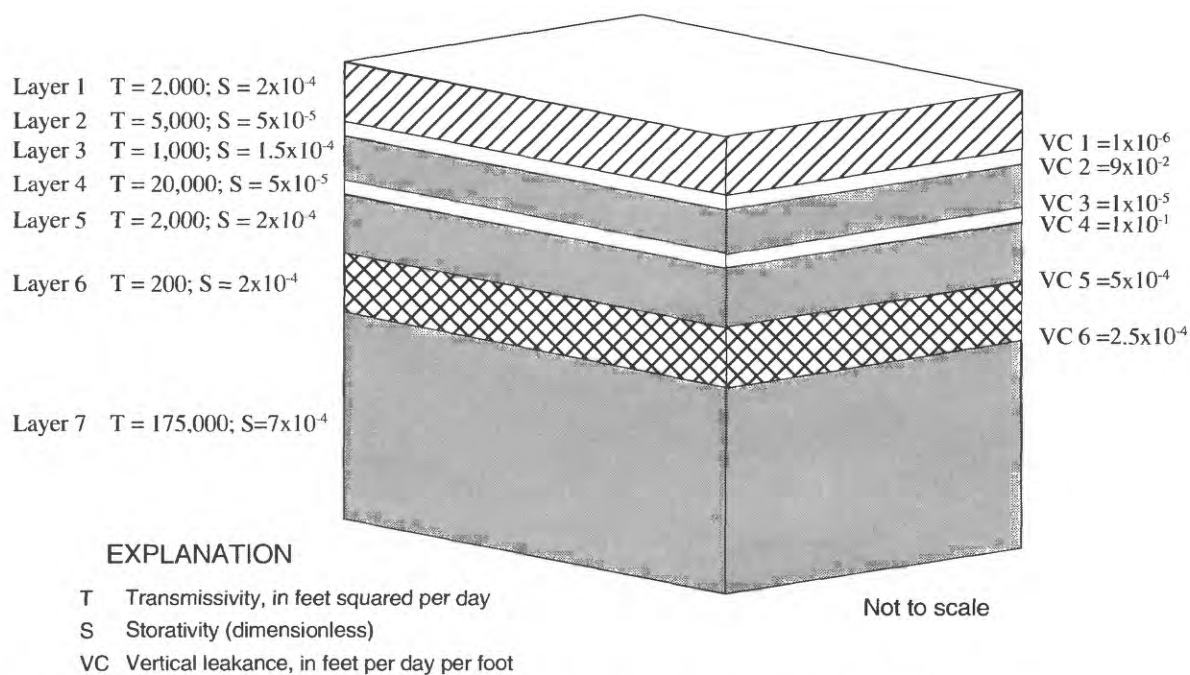 Layer 1 T = 2,000; S = 2x10⁻⁴
Layer 2 T = 5,000; S = 5x10⁻⁵
Layer 3 T = 1,000; S = 1.5x10⁻⁴
Layer 4 T = 20,000; S = 5x10⁻⁵
Layer 5 T = 2,000; S = 2x10⁻⁴
Layer 6 T = 200; S = 2x10⁻⁴
Layer 7 T = 175,000; S=7x10⁻⁴
VC 1 =1x10⁻⁶
VC 2 =9x10⁻²
VC 3 =1x10⁻⁵
VC 4 =1x10⁻¹
VC 5 =5x10⁻⁴
VC 6 =2.5x10⁻⁴
EXPLANATION
T Transmissivity, in feet squared per day
S Storativity (dimensionless)
VC Vertical leakance, in feet per day per foot
Not to scale